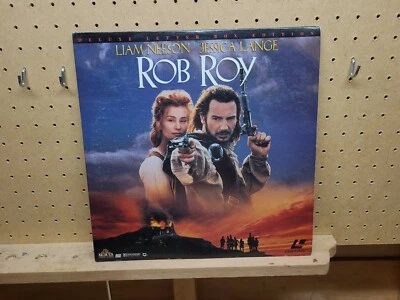 DELUXE LETTER BOX EDITION
LIAM NEESON JESSICA LANGE
ROB ROY